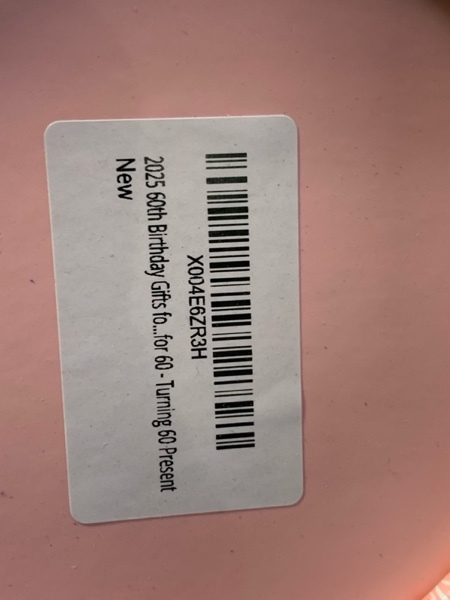 X004E6ZR3H
2025 60th Birthday Gifts fo...for 60 - Turning 60 Present
New